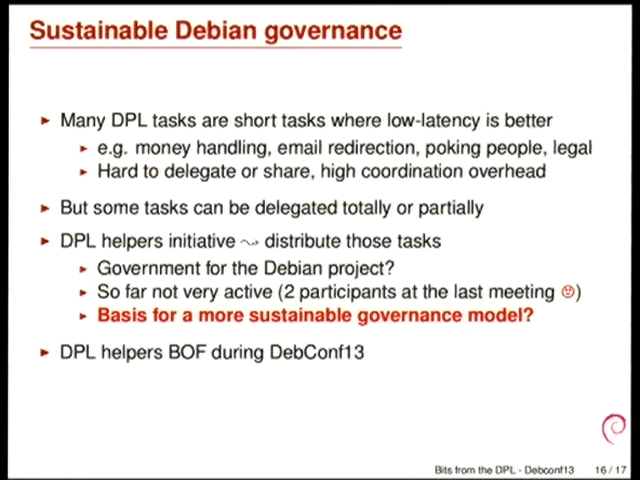 Sustainable Debian governance
Many DPL tasks are short tasks where low-latency is better
e.g. money handling, email redirection, poking people, legal
Hard to delegate or share, high coordination overhead
But some tasks can be delegated totally or partially
DPL helpers initiative ⤳ distribute those tasks
Government for the Debian project?
So far not very active (2 participants at the last meeting ☹)
Basis for a more sustainable governance model?
DPL helpers BOF during DebConf13
Bits from the DPL - Debconf13 16 / 17